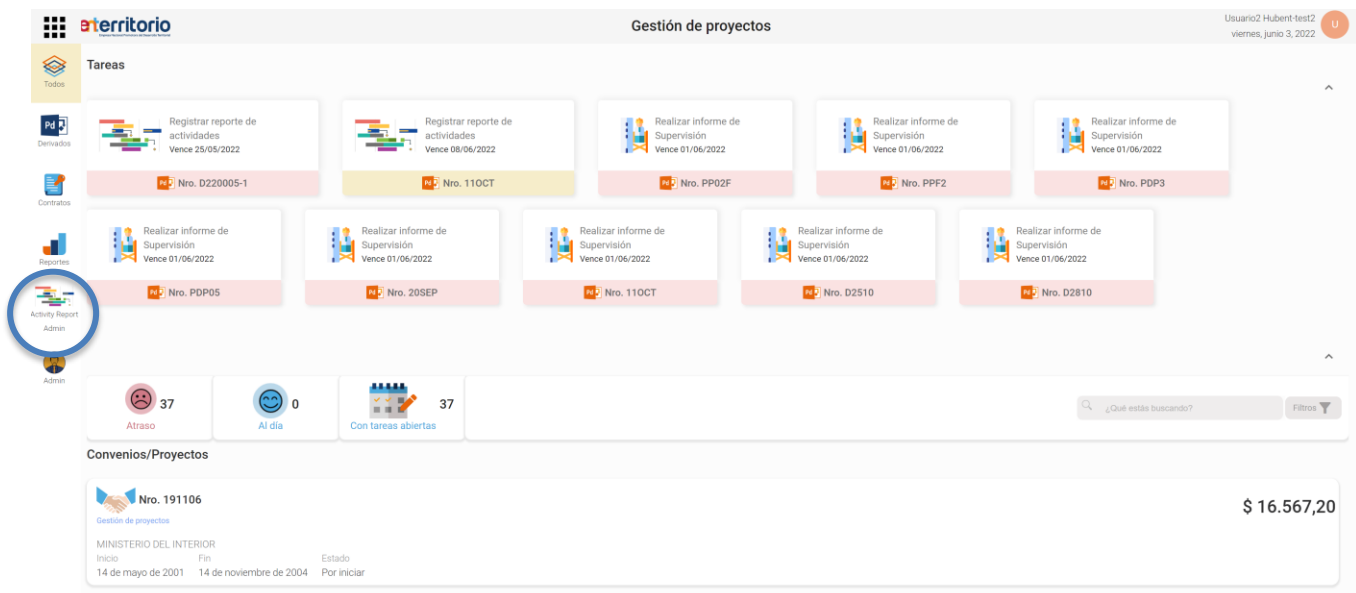 enterritorio
Gestión de proyectos
Usuario2 Hubent-test2
viernes, junio 3, 2022
U
Todos
Derivados
Contratos
Reportes
Activity Report
Admin
Admin
Tareas
Registrar reporte de
actividades
Vence 25/05/2022
Nro. D220005-1
Registrar reporte de
actividades
Vence 08/06/2022
Nro. 11OCT
Realizar informe de
Supervisión
Vence 01/06/2022
Nro. PP02F
Realizar informe de
Supervisión
Vence 01/06/2022
Nro. PPF2
Realizar informe de
Supervisión
Vence 01/06/2022
Nro. PDP3
Realizar informe de
Supervisión
Vence 01/06/2022
Nro. PDP05
Realizar informe de
Supervisión
Vence 01/06/2022
Nro. 20SEP
Realizar informe de
Supervisión
Vence 01/06/2022
Nro. 11OCT
Realizar informe de
Supervisión
Vence 01/06/2022
Nro. D2510
Realizar informe de
Supervisión
Vence 01/06/2022
Nro. D2810
37
Atraso
0
Al día
37
Con tareas abiertas
¿Qué estás buscando?
Filtros
Convenios/Proyectos
Nro. 191106
$ 16.567,20
Gestión de proyectos
MINISTERIO DEL INTERIOR
Inicio Fin Estado
14 de mayo de 2001 14 de noviembre de 2004 Por iniciar